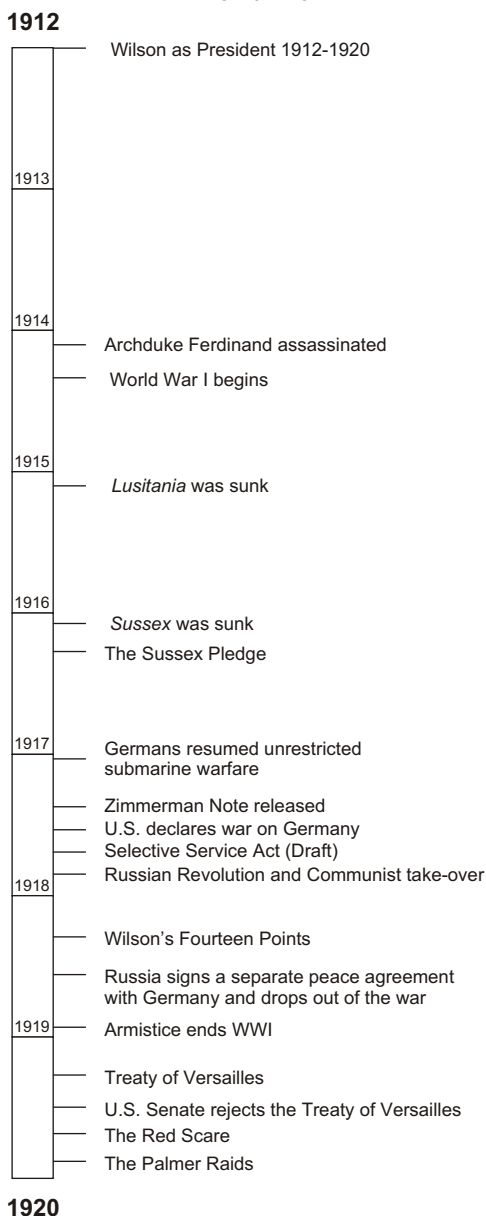 1912
Wilson as President 1912-1920
1913
1914
Archduke Ferdinand assassinated
World War I begins
1915
Lusitania was sunk
1916
Sussex was sunk
The Sussex Pledge
1917
Germans resumed unrestricted
submarine warfare
Zimmerman Note released
U.S. declares war on Germany
Selective Service Act (Draft)
Russian Revolution and Communist take-over
1918
Wilson's Fourteen Points
Russia signs a separate peace agreement
with Germany and drops out of the war
1919
Armistice ends WWI
Treaty of Versailles
U.S. Senate rejects the Treaty of Versailles
The Red Scare
The Palmer Raids
1920